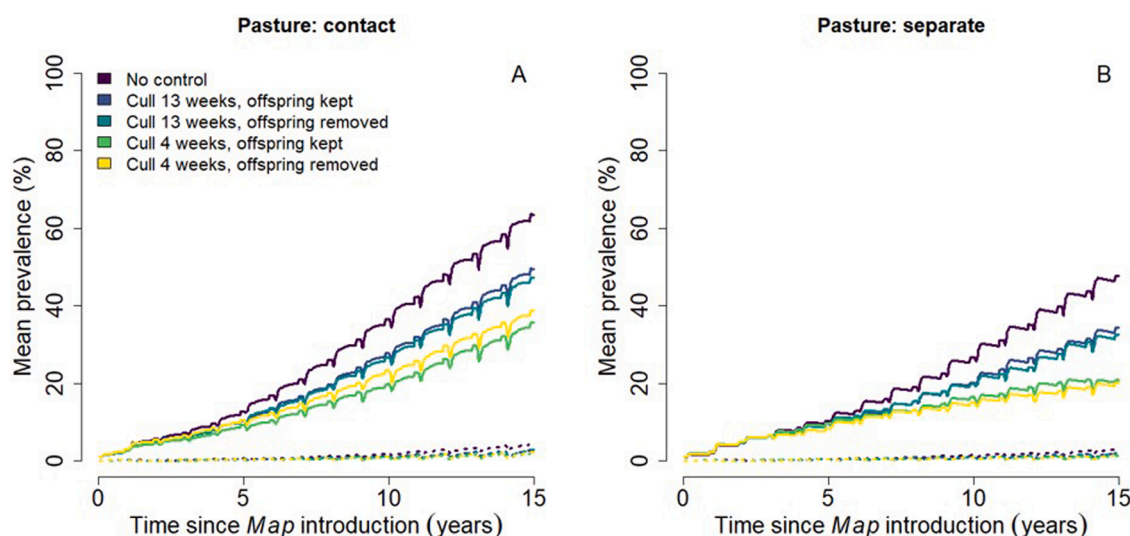 Pasture: contact
A
No control
Cull 13 weeks, offspring kept
Cull 13 weeks, offspring removed
Cull 4 weeks, offspring kept
Cull 4 weeks, offspring removed
Mean prevalence (%)
100
80
60
40
20
0
0 5 10 15
Time since Map introduction (years)
Pasture: separate
B
Mean prevalence (%)
100
80
60
40
20
0
0 5 10 15
Time since Map introduction (years)